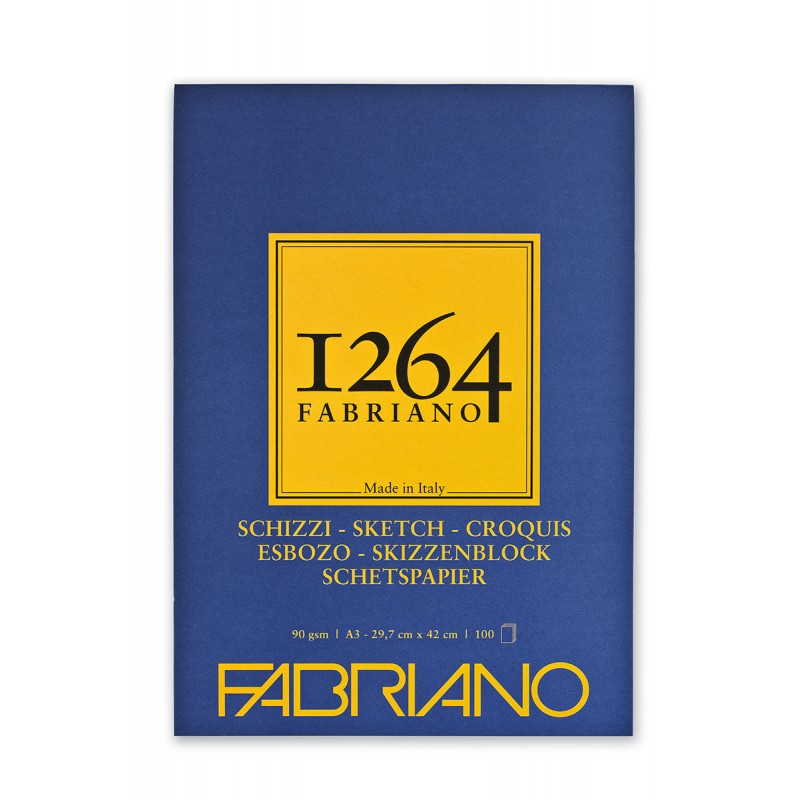 1264
FABRIANO
Made in Italy
SCHIZZI - SKETCH - CROQUIS
ESBOZO - SKIZZENBLOCK
SCHETSPAPIER
90 gsm | A3 - 29,7 cm x 42 cm | 100
FABRIANO